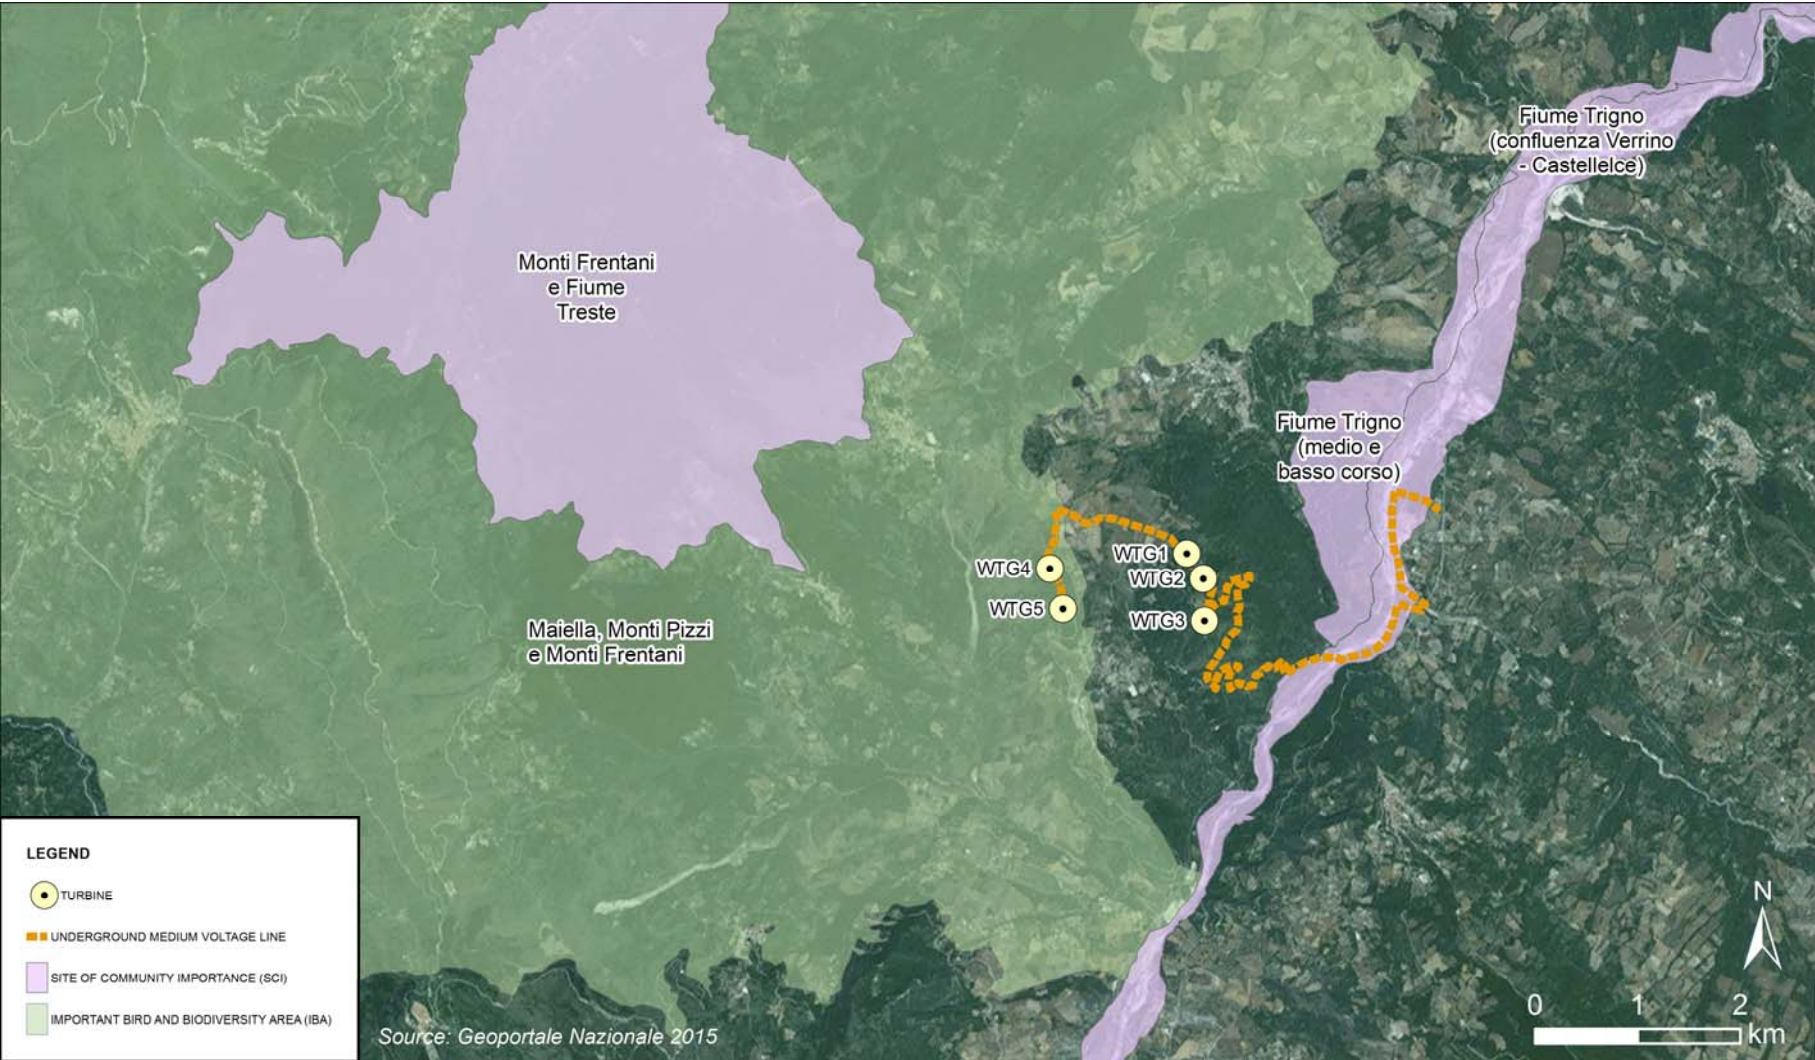 Fiume Trigno
(confluenza Verrino
- Castellelce)
Monti Frentani
e Fiume
Treste
Fiume Trigno
(medio e
basso corso)
WTG1
WTG4
WTG2
WTG5
WTG3
Maiella, Monti Pizzi
e Monti Frentani
LEGEND
TURBINE
UNDERGROUND MEDIUM VOLTAGE LINE
SITE OF COMMUNITY IMPORTANCE (SCI)
IMPORTANT BIRD AND BIODIVERSITY AREA (IBA)
Source: Geoportale Nazionale 2015
N
0 1 2
km